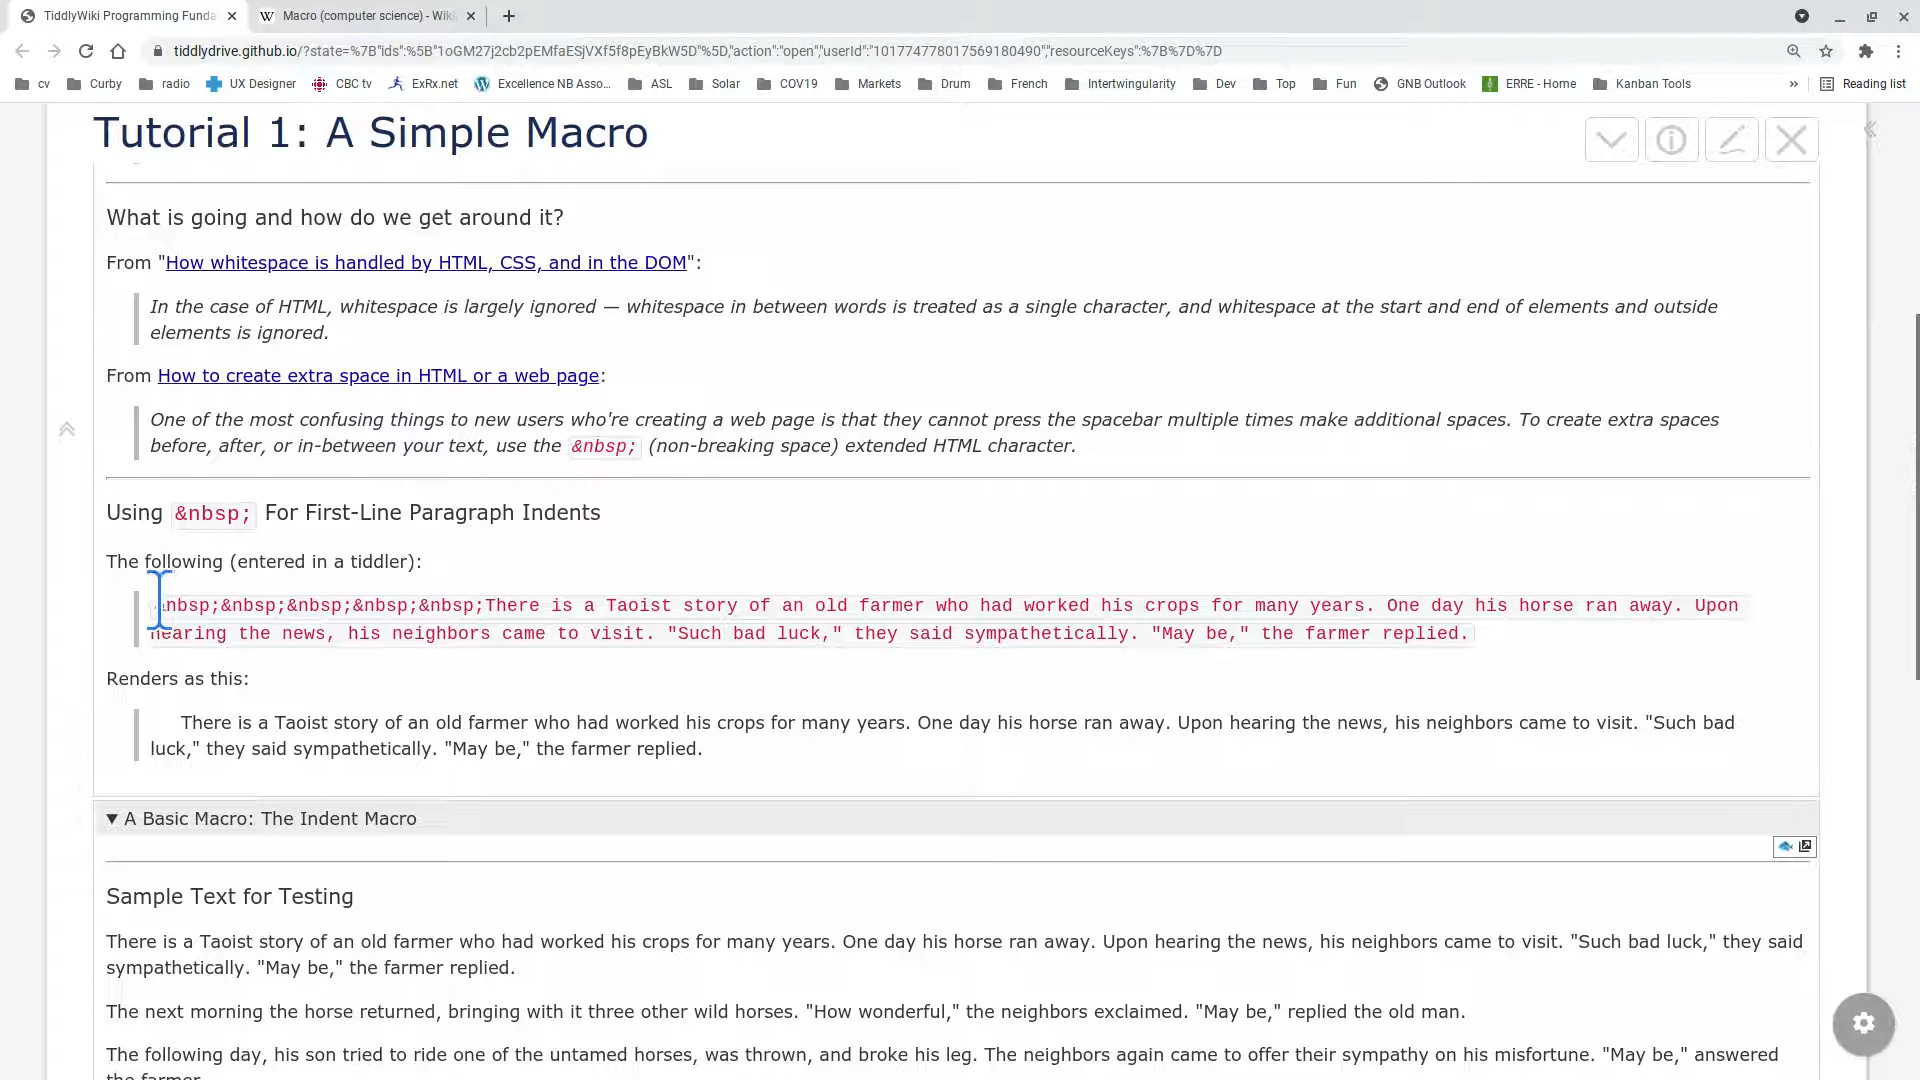 TiddlyWiki Programming Funda
Macro (computer science) - Wiki
tiddlydrive.github.io/?state=%7B"ids":%5B"1oGM27j2cb2pEMfaESjVXf5f8pEyBkW5D"%5D,"action":"open","userId":"101774778017569180490","resourceKeys":%7B%7D%7D
cv Curby radio UX Designer CBC tv ExRx.net Excellence NB Asso... ASL Solar COV19 Markets Drum French Intertwingularity Dev Top Fun GNB Outlook ERRE - Home Kanban Tools » Reading list
Tutorial 1: A Simple Macro
What is going and how do we get around it?
From "How whitespace is handled by HTML, CSS, and in the DOM":
In the case of HTML, whitespace is largely ignored — whitespace in between words is treated as a single character, and whitespace at the start and end of elements and outside
elements is ignored.
From How to create extra space in HTML or a web page:
One of the most confusing things to new users who're creating a web page is that they cannot press the spacebar multiple times make additional spaces. To create extra spaces
before, after, or in-between your text, use the &nbsp; (non-breaking space) extended HTML character.
Using &nbsp; For First-Line Paragraph Indents
The following (entered in a tiddler):
&nbsp;&nbsp;&nbsp;&nbsp;&nbsp;There is a Taoist story of an old farmer who had worked his crops for many years. One day his horse ran away. Upon
hearing the news, his neighbors came to visit. "Such bad luck," they said sympathetically. "May be," the farmer replied.
Renders as this:
There is a Taoist story of an old farmer who had worked his crops for many years. One day his horse ran away. Upon hearing the news, his neighbors came to visit. "Such bad
luck," they said sympathetically. "May be," the farmer replied.
▼ A Basic Macro: The Indent Macro
Sample Text for Testing
There is a Taoist story of an old farmer who had worked his crops for many years. One day his horse ran away. Upon hearing the news, his neighbors came to visit. "Such bad luck," they said
sympathetically. "May be," the farmer replied.
The next morning the horse returned, bringing with it three other wild horses. "How wonderful," the neighbors exclaimed. "May be," replied the old man.
The following day, his son tried to ride one of the untamed horses, was thrown, and broke his leg. The neighbors again came to offer their sympathy on his misfortune. "May be," answered
the farmer.